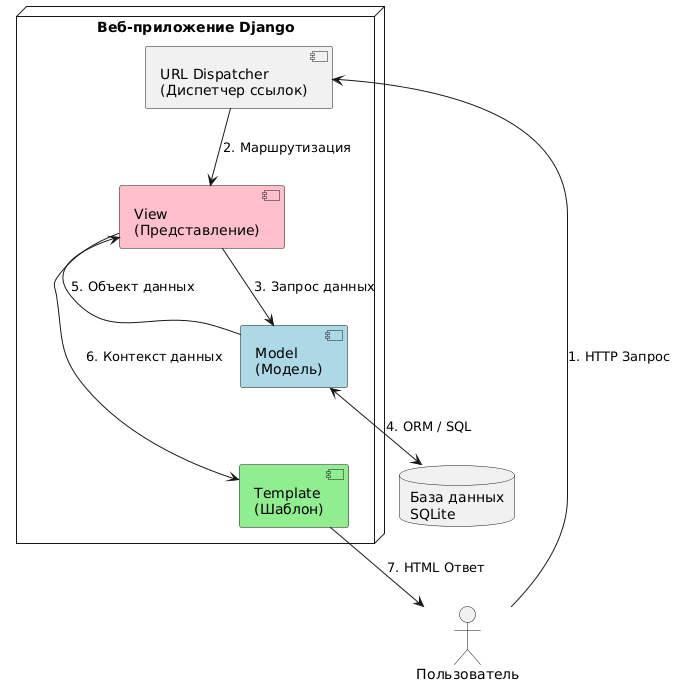 Веб-приложение Django
URL Dispatcher
(Диспетчер ссылок)
2. Маршрутизация
View
(Представление)
5. Объект данных
3. Запрос данных
6. Контекст данных
Model
(Модель)
1. HTTP Запрос
4. ORM / SQL
Template
(Шаблон)
База данных
SQLite
7. HTML Ответ
Пользователь